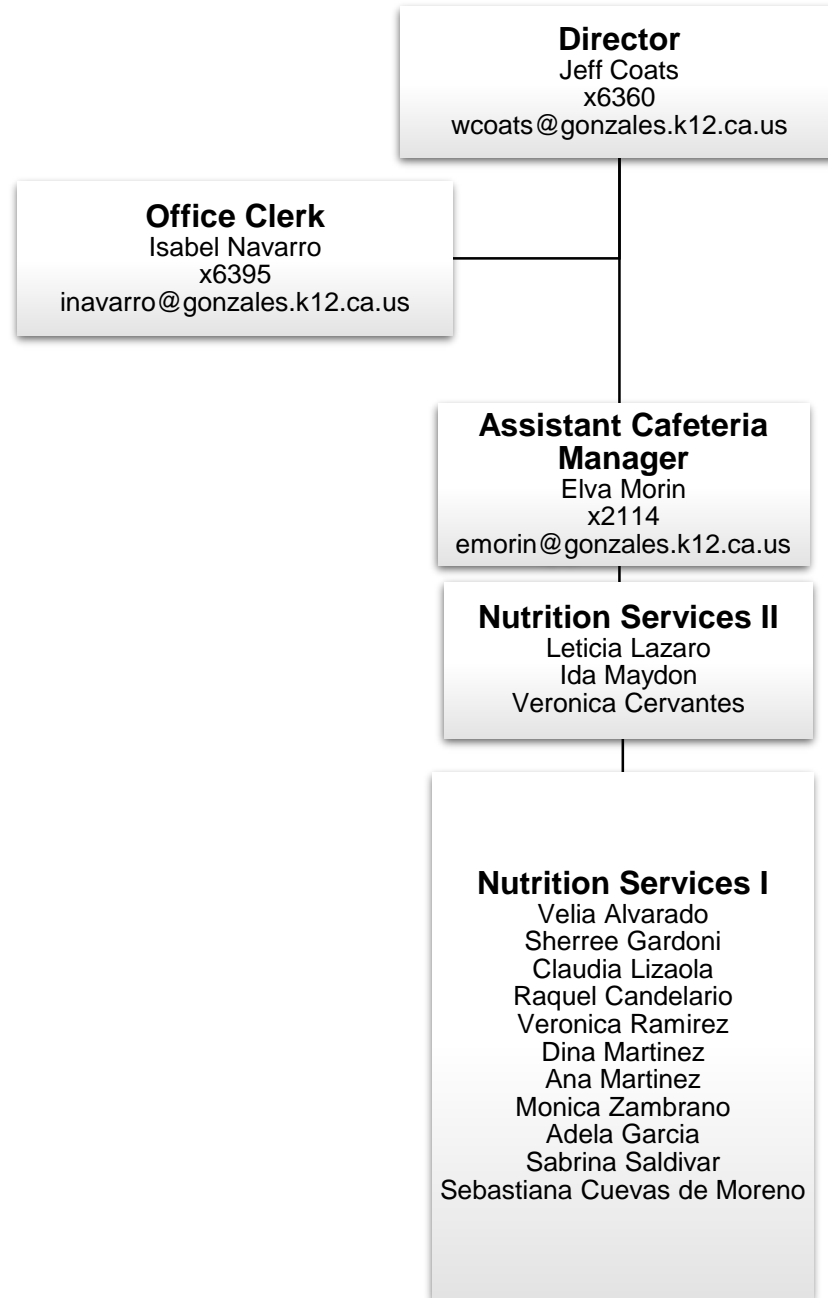 Director
Jeff Coats
x6360
wcoats@gonzales.k12.ca.us
Office Clerk
Isabel Navarro
x6395
inavarro@gonzales.k12.ca.us
Assistant Cafeteria
Manager
Elva Morin
x2114
emorin@gonzales.k12.ca.us
Nutrition Services II
Leticia Lazaro
Ida Maydon
Veronica Cervantes
Nutrition Services I
Velia Alvarado
Sherree Gardoni
Claudia Lizaola
Raquel Candelario
Veronica Ramirez
Dina Martinez
Ana Martinez
Monica Zambrano
Adela Garcia
Sabrina Saldivar
Sebastiana Cuevas de Moreno